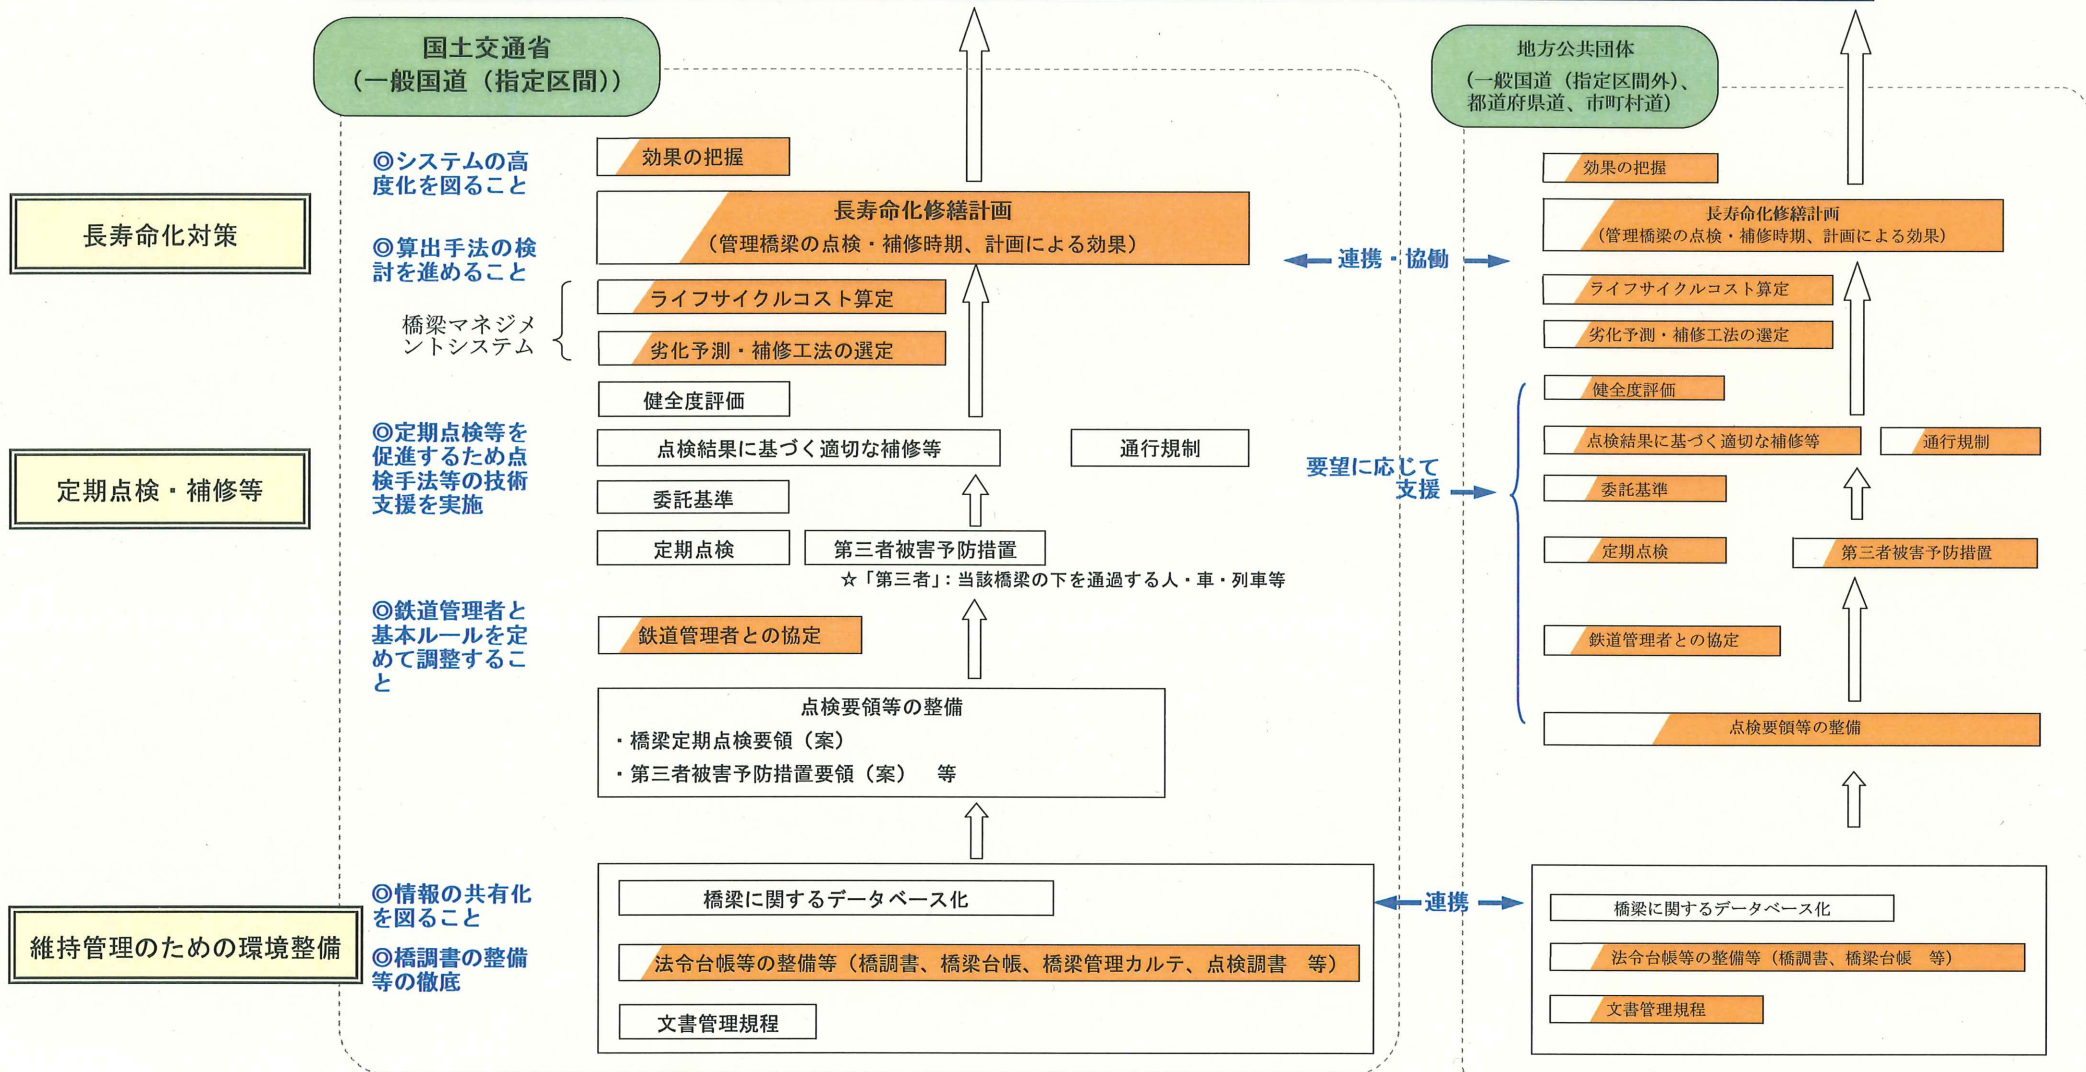 国土交通省
（一般国道（指定区間））
地方公共団体
（一般国道（指定区間外）、
都道府県道、市町村道）
長寿命化対策
◎システムの高
度化を図ること
◎算出手法の検
討を進めること
橋梁マネジメ
ントシステム
効果の把握
長寿命化修繕計画
（管理橋梁の点検・補修時期、計画による効果）
ライフサイクルコスト算定
劣化予測・補修工法の選定
連携・協働
効果の把握
長寿命化修繕計画
（管理橋梁の点検・補修時期、計画による効果）
ライフサイクルコスト算定
劣化予測・補修工法の選定
定期点検・補修等
◎定期点検等を
促進するため点
検手法等の技術
支援を実施
◎鉄道管理者と
基本ルールを定
めて調整するこ
と
健全度評価
点検結果に基づく適切な補修等
通行規制
委託基準
定期点検
第三者被害予防措置
☆「第三者」：当該橋梁の下を通過する人・車・列車等
鉄道管理者との協定
点検要領等の整備
・橋梁定期点検要領（案）
・第三者被害予防措置要領（案）　等
要望に応じて
支援
健全度評価
点検結果に基づく適切な補修等
通行規制
委託基準
定期点検
第三者被害予防措置
鉄道管理者との協定
点検要領等の整備
維持管理のための環境整備
◎情報の共有化
を図ること
◎橋調書の整備
等の徹底
橋梁に関するデータベース化
法令台帳等の整備等（橋調書、橋梁台帳、橋梁管理カルテ、点検調書　等）
文書管理規程
連携
橋梁に関するデータベース化
法令台帳等の整備等（橋調書、橋梁台帳　等）
文書管理規程